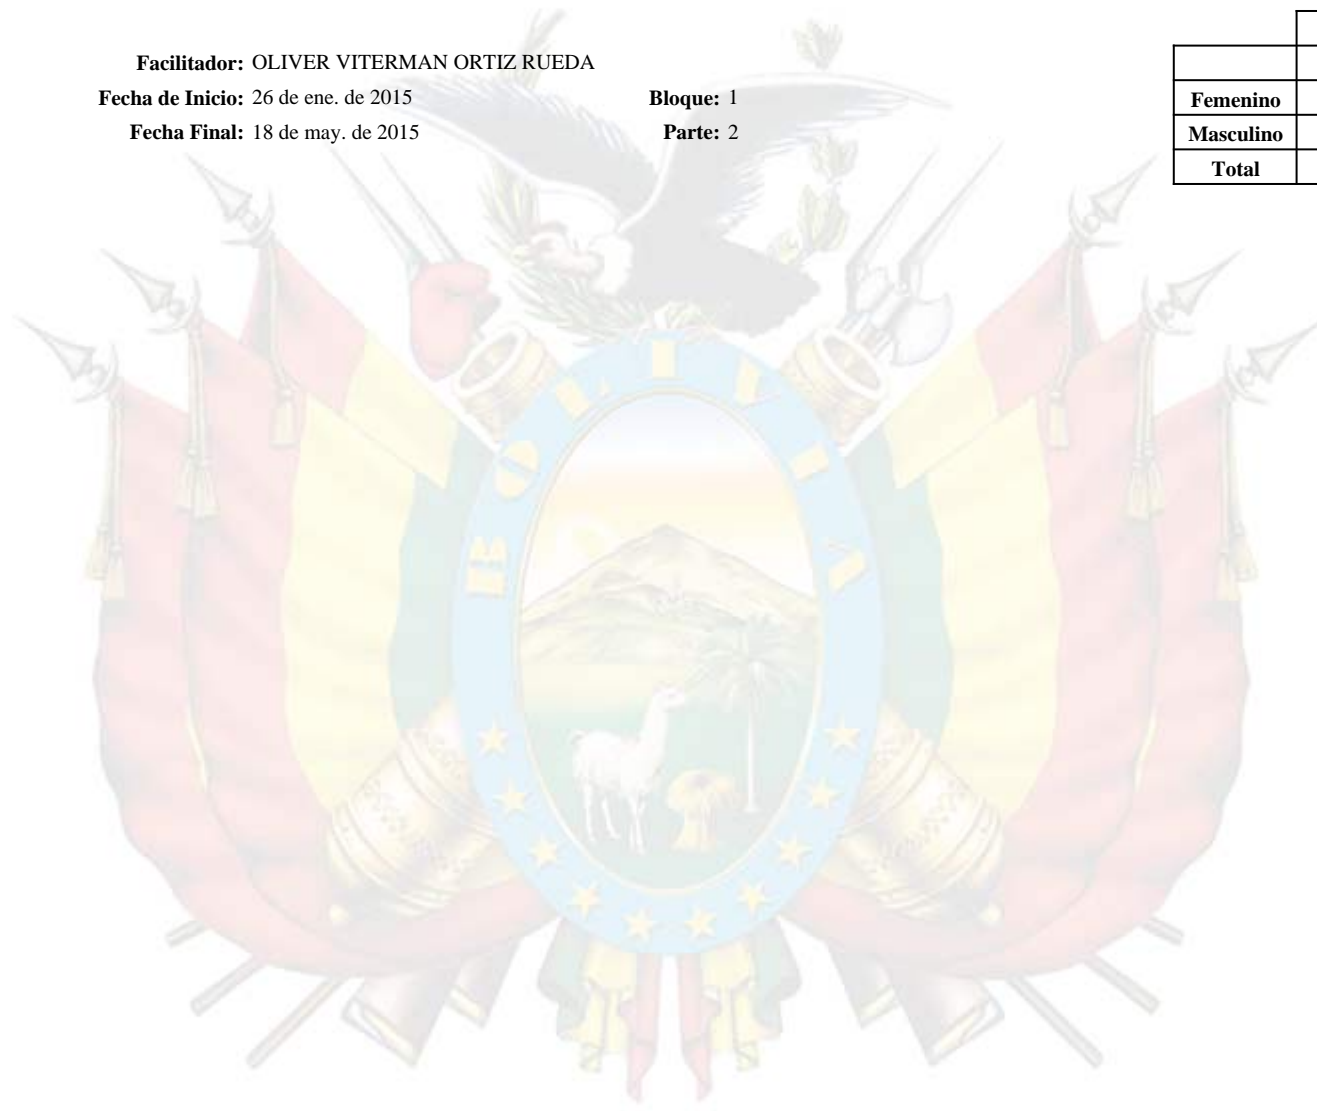 Facilitador: OLIVER VITERMAN ORTIZ RUEDA
Fecha de Inicio: 26 de ene. de 2015 Bloque: 1
Fecha Final: 18 de may. de 2015 Parte: 2
Femenino
Masculino
Total
BOLIVIA